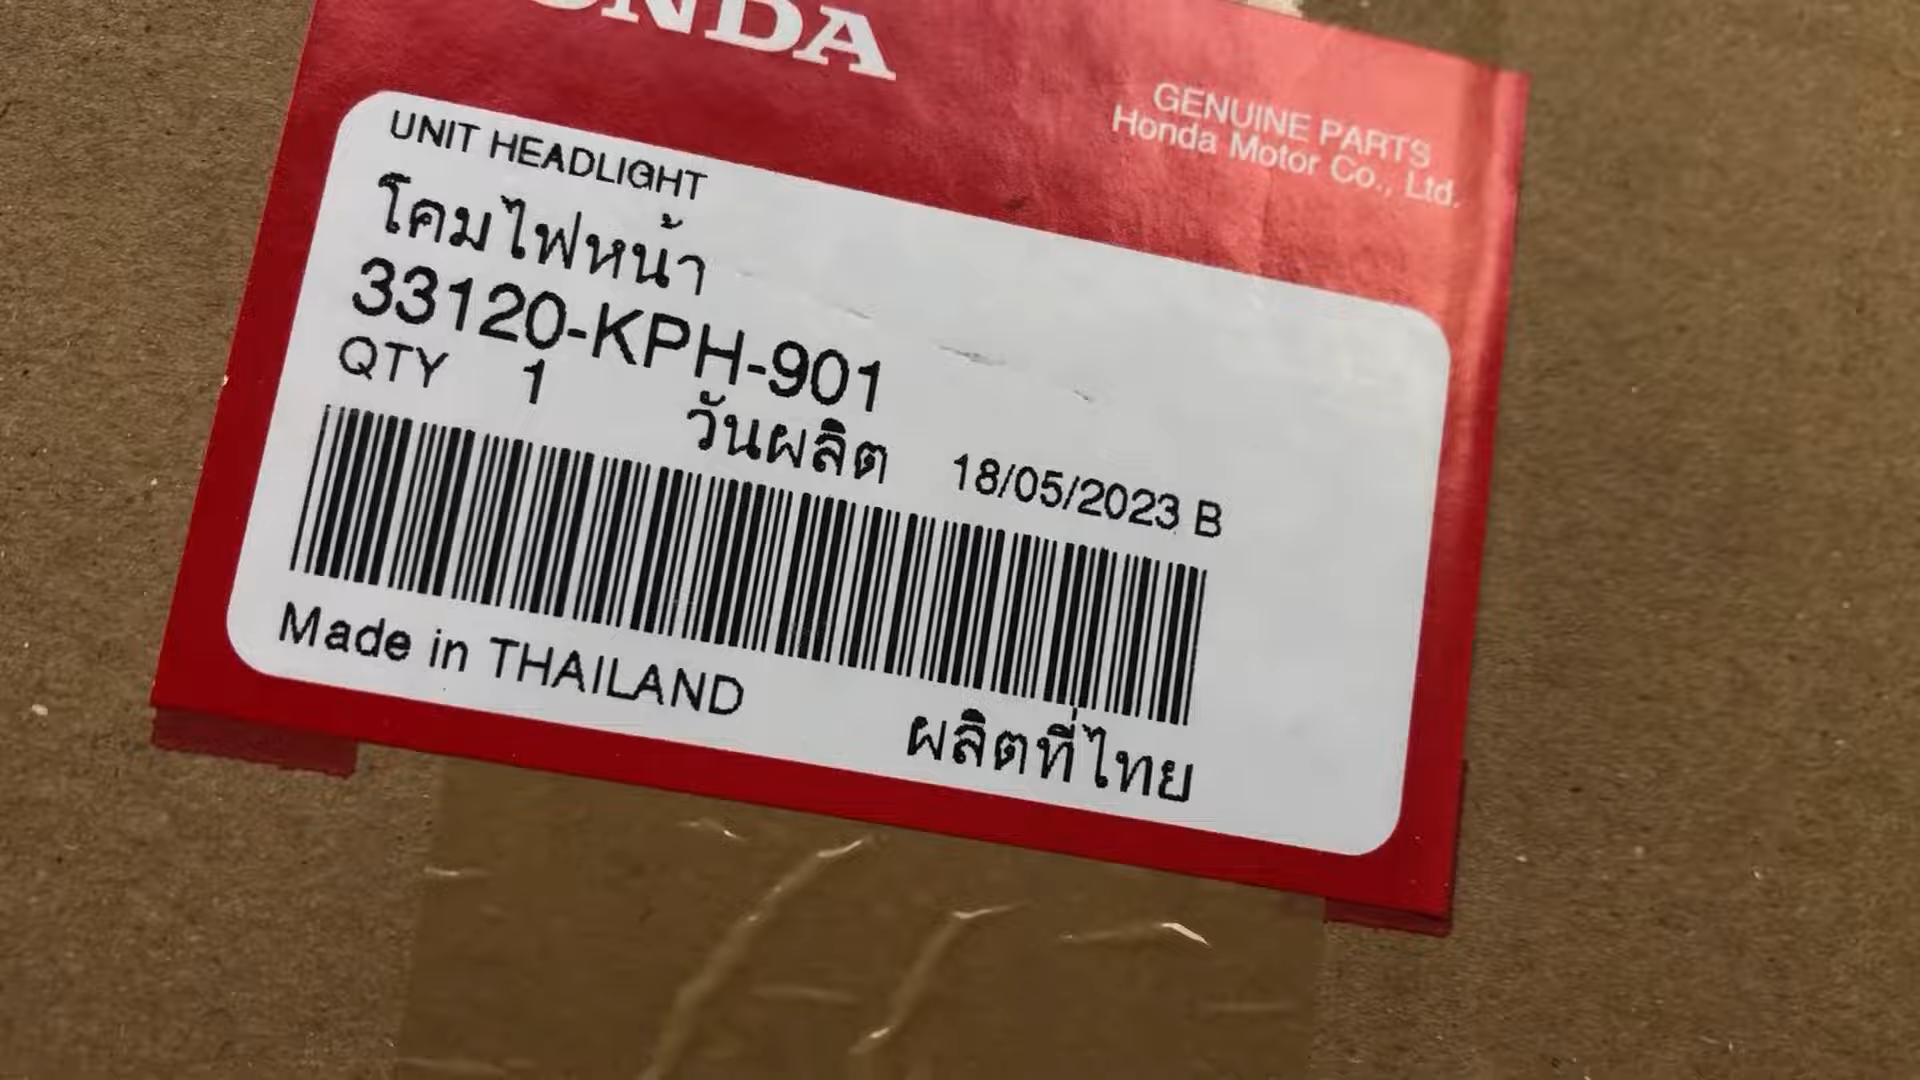 HONDA
GENUINE PARTS
Honda Motor Co., Ltd.
UNIT HEADLIGHT
โคมไฟหน้า
33120-KPH-901
QTY 1
วันผลิต 18/05/2023 B
Made in THAILAND
ผลิตที่ไทย